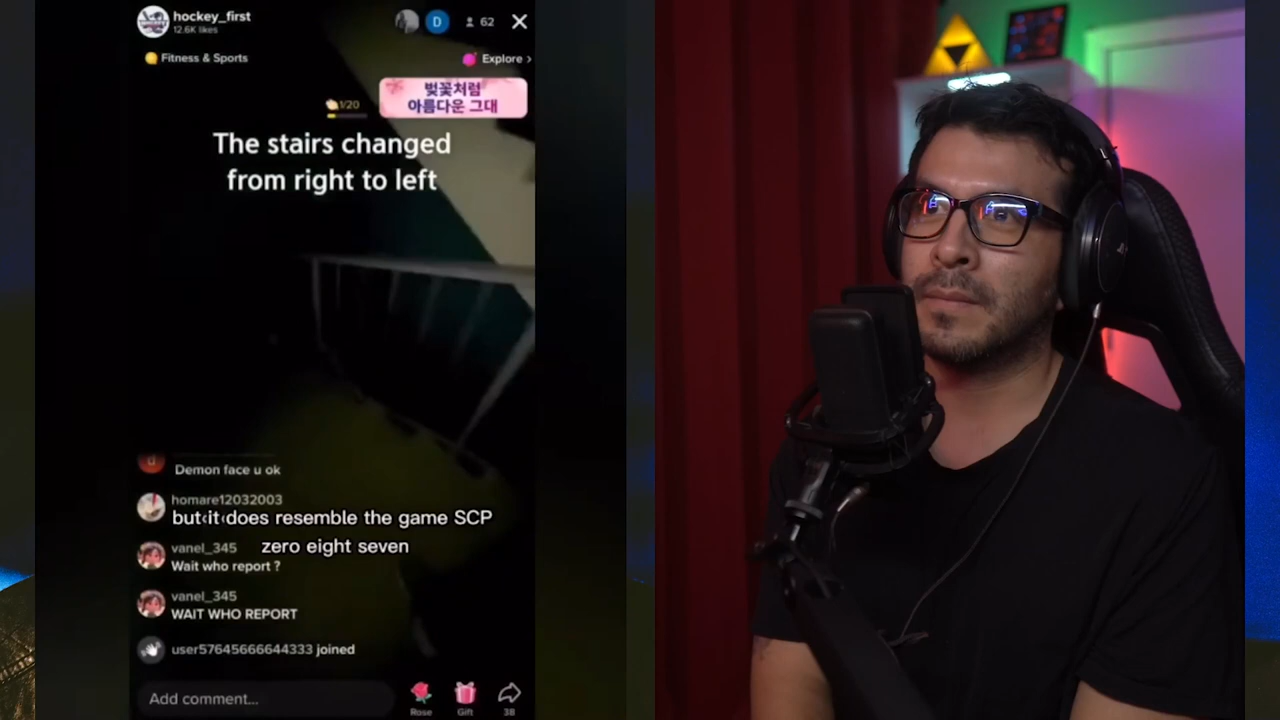 hockey_first
12.6K likes
D
62
Fitness & Sports
Explore ›
1/20
벚꽃처럼
아름다운 그대
The stairs changed
from right to left
Demon face u ok
homare12032003
but it does resemble the game SCP
zero eight seven
vanel_345
Wait who report ?
vanel_345
WAIT WHO REPORT
user57645666644333 joined
Add comment...
Rose
Gift
38